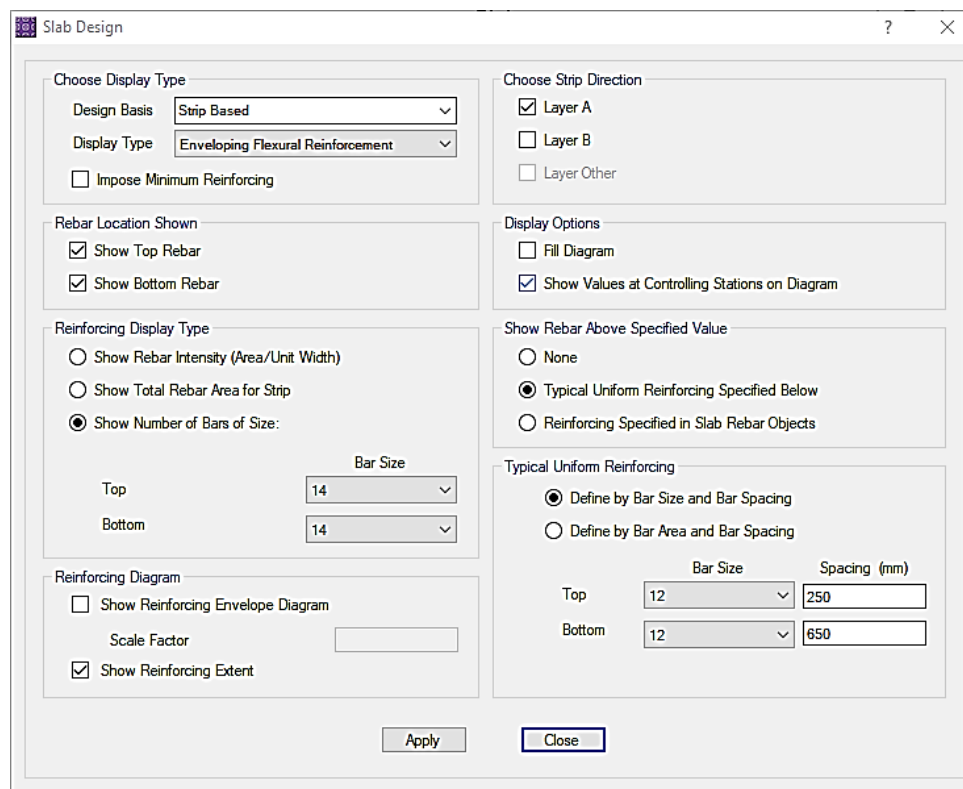 Slab Design
?
Choose Display Type
Design Basis Strip Based
Display Type Enveloping Flexural Reinforcement
Impose Minimum Reinforcing
Choose Strip Direction
Layer A
Layer B
Layer Other
Rebar Location Shown
Show Top Rebar
Show Bottom Rebar
Display Options
Fill Diagram
Show Values at Controlling Stations on Diagram
Reinforcing Display Type
Show Rebar Intensity (Area/Unit Width)
Show Total Rebar Area for Strip
Show Number of Bars of Size:
Bar Size
Top 14
Bottom 14
Show Rebar Above Specified Value
None
Typical Uniform Reinforcing Specified Below
Reinforcing Specified in Slab Rebar Objects
Typical Uniform Reinforcing
Define by Bar Size and Bar Spacing
Define by Bar Area and Bar Spacing
Bar Size Spacing (mm)
Top 12 250
Bottom 12 650
Reinforcing Diagram
Show Reinforcing Envelope Diagram
Scale Factor
Show Reinforcing Extent
Apply Close